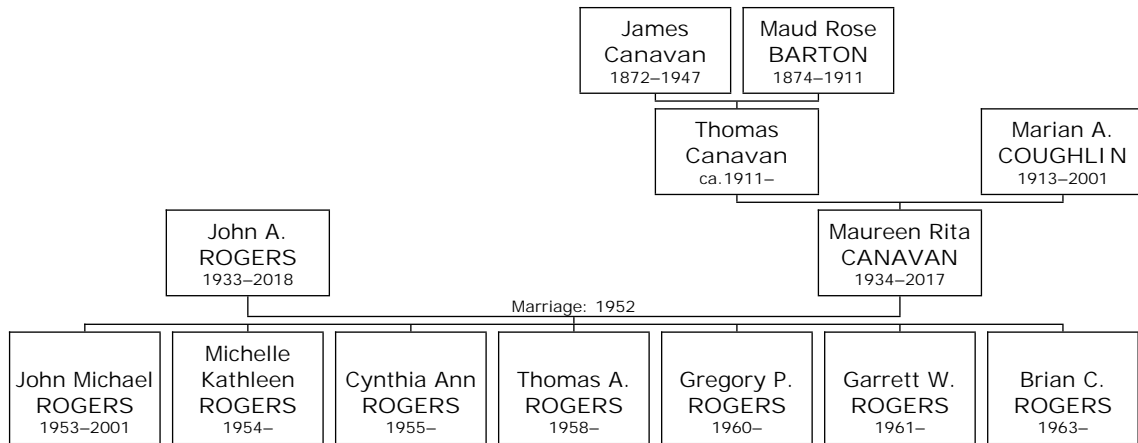 James
Canavan
1872–1947
Maud Rose
BARTON
1874–1911
Thomas
Canavan
ca.1911–
Marian A.
COUGHLIN
1913–2001
John A.
ROGERS
1933–2018
Maureen Rita
CANAVAN
1934–2017
Marriage: 1952
John Michael
ROGERS
1953–2001
Michelle
Kathleen
ROGERS
1954–
Cynthia Ann
ROGERS
1955–
Thomas A.
ROGERS
1958–
Gregory P.
ROGERS
1960–
Garrett W.
ROGERS
1961–
Brian C.
ROGERS
1963–